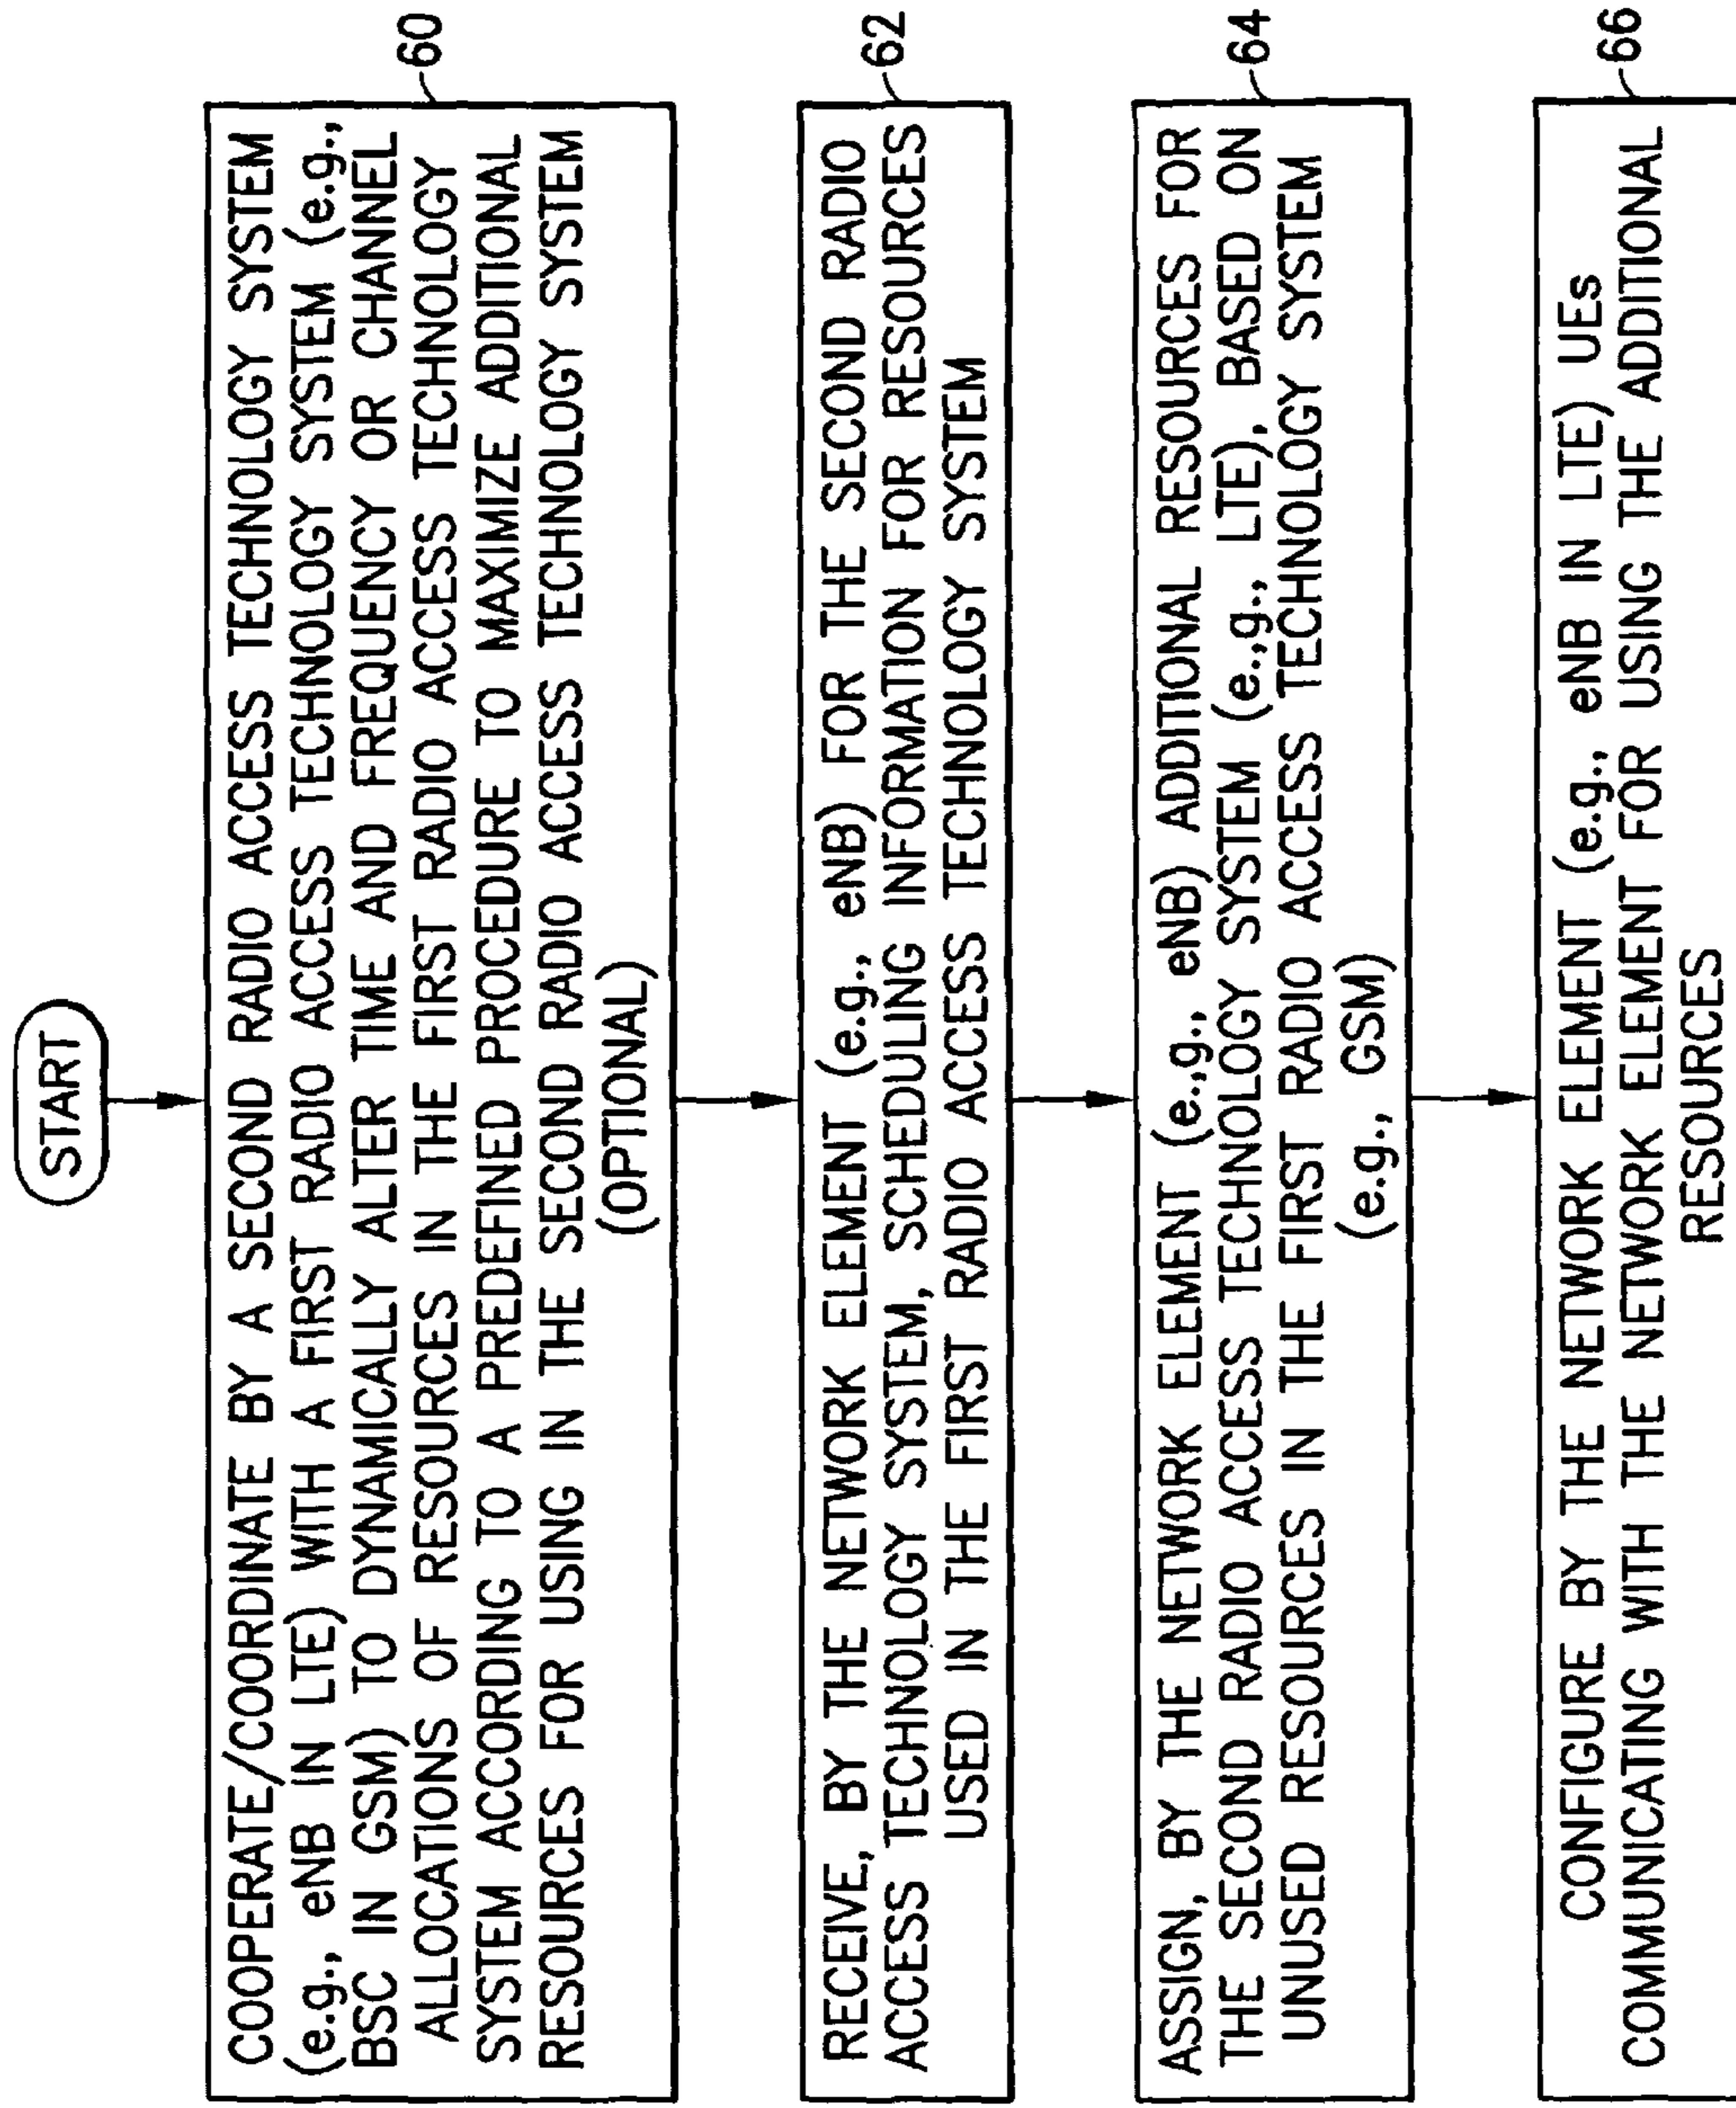 START
COOPERATE/COORDINATE BY A SECOND RADIO ACCESS TECHNOLOGY SYSTEM
(e.g., eNB IN LTE) WITH A FIRST RADIO ACCESS TECHNOLOGY SYSTEM (e.g.,
BSC IN GSM) TO DYNAMICALLY ALTER TIME AND FREQUENCY OR CHANNEL
ALLOCATIONS OF RESOURCES IN THE FIRST RADIO ACCESS TECHNOLOGY
SYSTEM ACCORDING TO A PREDEFINED PROCEDURE TO MAXIMIZE ADDITIONAL
RESOURCES FOR USING IN THE SECOND RADIO ACCESS TECHNOLOGY SYSTEM
(OPTIONAL)
60
RECEIVE, BY THE NETWORK ELEMENT (e.g., eNB) FOR THE SECOND RADIO
ACCESS TECHNOLOGY SYSTEM, SCHEDULING INFORMATION FOR RESOURCES
USED IN THE FIRST RADIO ACCESS TECHNOLOGY SYSTEM
62
ASSIGN, BY THE NETWORK ELEMENT (e.,g., eNB) ADDITIONAL RESOURCES FOR
THE SECOND RADIO ACCESS TECHNOLOGY SYSTEM (e.,g., LTE), BASED ON
UNUSED RESOURCES IN THE FIRST RADIO ACCESS TECHNOLOGY SYSTEM
(e.g., GSM)
64
CONFIGURE BY THE NETWORK ELEMENT (e.g., eNB IN LTE) UEs
COMMUNICATING WITH THE NETWORK ELEMENT FOR USING THE ADDITIONAL
RESOURCES
66